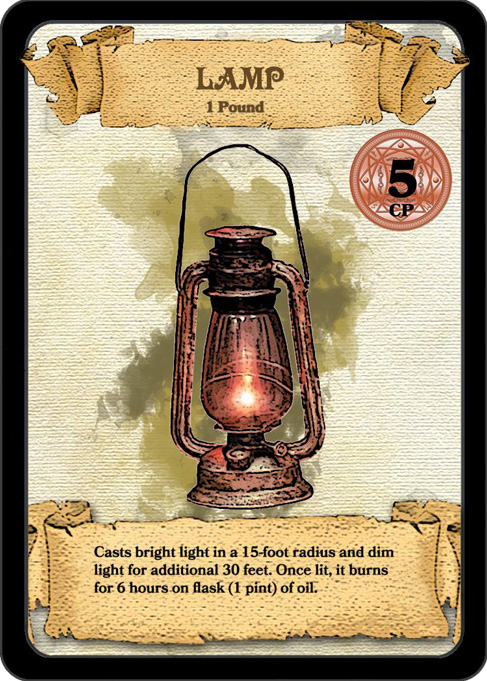 LAMP
1 Pound
5
CP
Casts bright light in a 15-foot radius and dim
light for additional 30 feet. Once lit, it burns
for 6 hours on flask (1 pint) of oil.